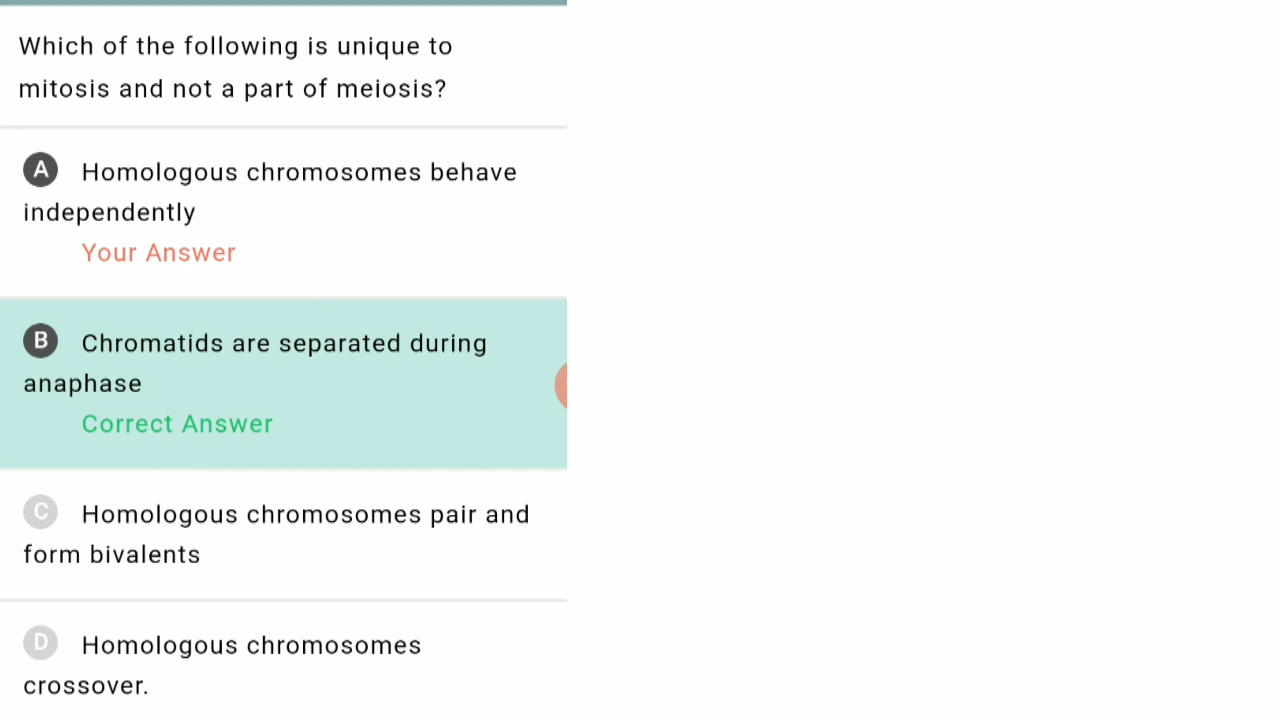 Which of the following is unique to
mitosis and not a part of meiosis?
A Homologous chromosomes behave
independently
Your Answer
B Chromatids are separated during
anaphase
Correct Answer
C Homologous chromosomes pair and
form bivalents
D Homologous chromosomes
crossover.